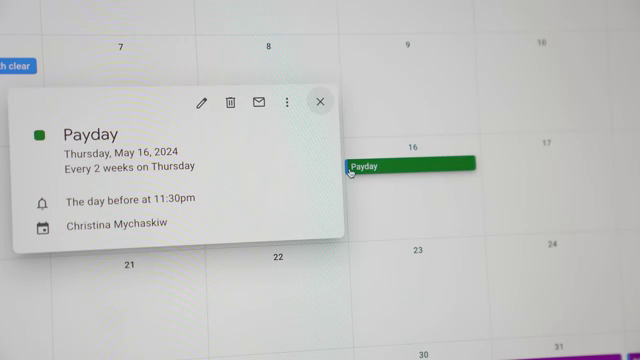 7
8
9
10
th clear
Payday
Thursday, May 16, 2024
Every 2 weeks on Thursday
The day before at 11:30pm
Christina Mychaskiw
16
17
Payday
21
22
23
24
30
31